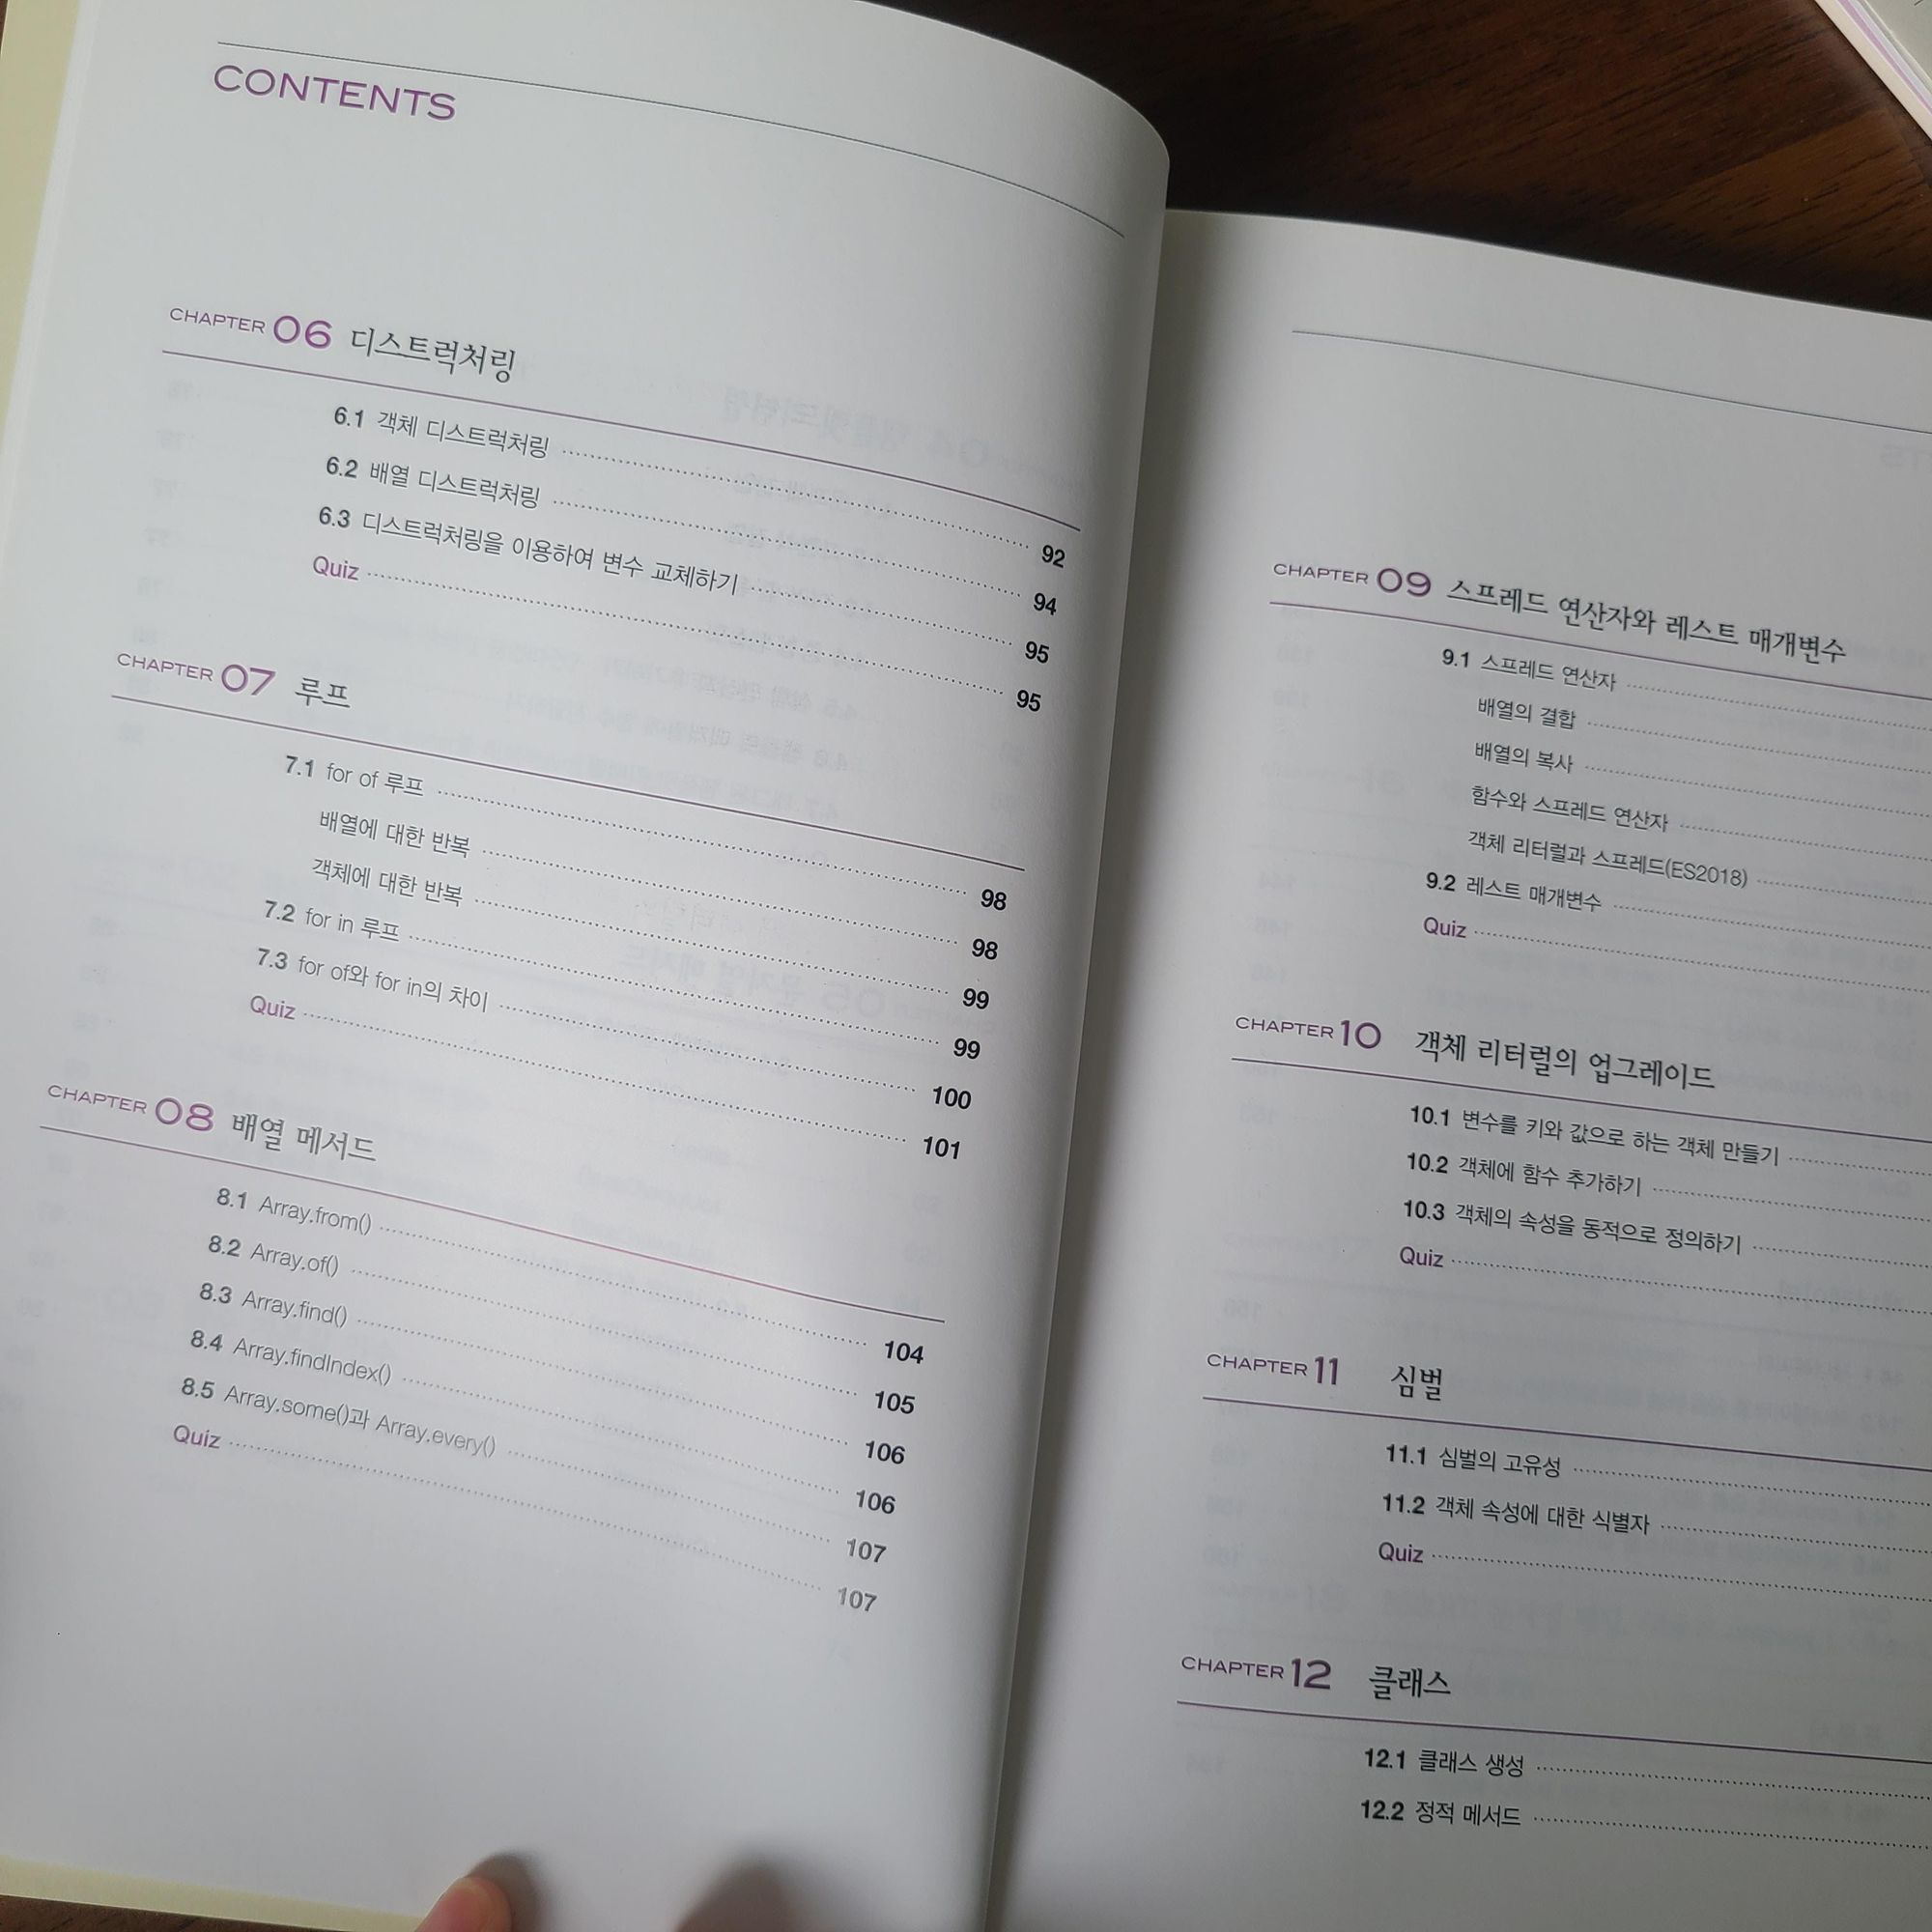 CONTENTS
CHAPTER 06 디스트럭처링
6.1 객체 디스트럭처링 92
6.2 배열 디스트럭처링 94
6.3 디스트럭처링을 이용하여 변수 교체하기 95
Quiz 95
CHAPTER 07 루프
7.1 for of 루프 98
배열에 대한 반복 98
객체에 대한 반복 99
7.2 for in 루프 99
7.3 for of와 for in의 차이 100
Quiz 101
CHAPTER 08 배열 메서드
8.1 Array.from() 104
8.2 Array.of() 105
8.3 Array.find() 106
8.4 Array.findIndex() 106
8.5 Array.some()과 Array.every() 107
Quiz 107
CHAPTER 09 스프레드 연산자와 레스트 매개변수
9.1 스프레드 연산자
배열의 결합
배열의 복사
함수와 스프레드 연산자
객체 리터럴과 스프레드(ES2018)
9.2 레스트 매개변수
Quiz
CHAPTER 10 객체 리터럴의 업그레이드
10.1 변수를 키와 값으로 하는 객체 만들기
10.2 객체에 함수 추가하기
10.3 객체의 속성을 동적으로 정의하기
Quiz
CHAPTER 11 심벌
11.1 심벌의 고유성
11.2 객체 속성에 대한 식별자
Quiz
CHAPTER 12 클래스
12.1 클래스 생성
12.2 정적 메서드